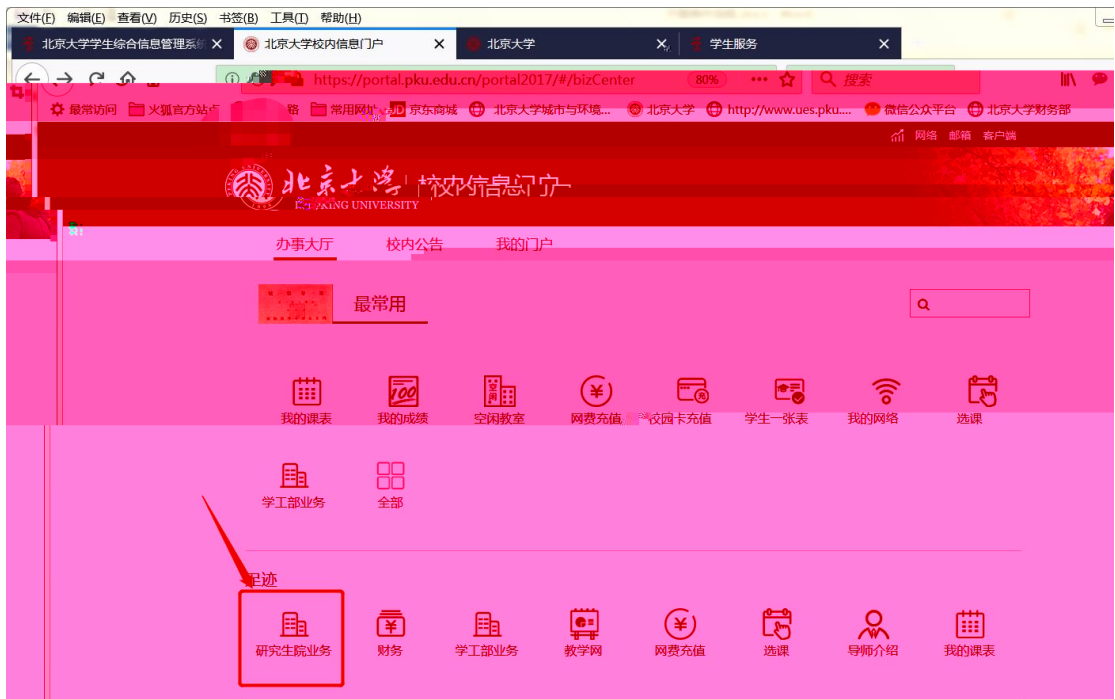 文件(F) 编辑(E) 查看(V) 历史(S) 书签(B) 工具(T) 帮助(H)
北京大学学生综合信息管理系统 北京大学校内信息门户 北京大学 学生服务
https://portal.pku.edu.cn/portal2017/#/bizCenter 80% 搜索
最常访问 火狐官方站点 常用网址 JD 京东商城 北京大学城市与环境... 北京大学 http://www.ues.pku.... 微信公众平台 北京大学财务部
网络 邮箱 客户端
北京大学 校内信息门户
PEKING UNIVERSITY
办事大厅 校内公告 我的门户
最常用
我的课表 我的成绩 空闲教室 网费充值 校园卡充值 学生一张表 我的网络 选课
学工部业务 全部
足迹
研究生院业务 财务 学工部业务 教学网 网费充值 选课 导师介绍 我的课表